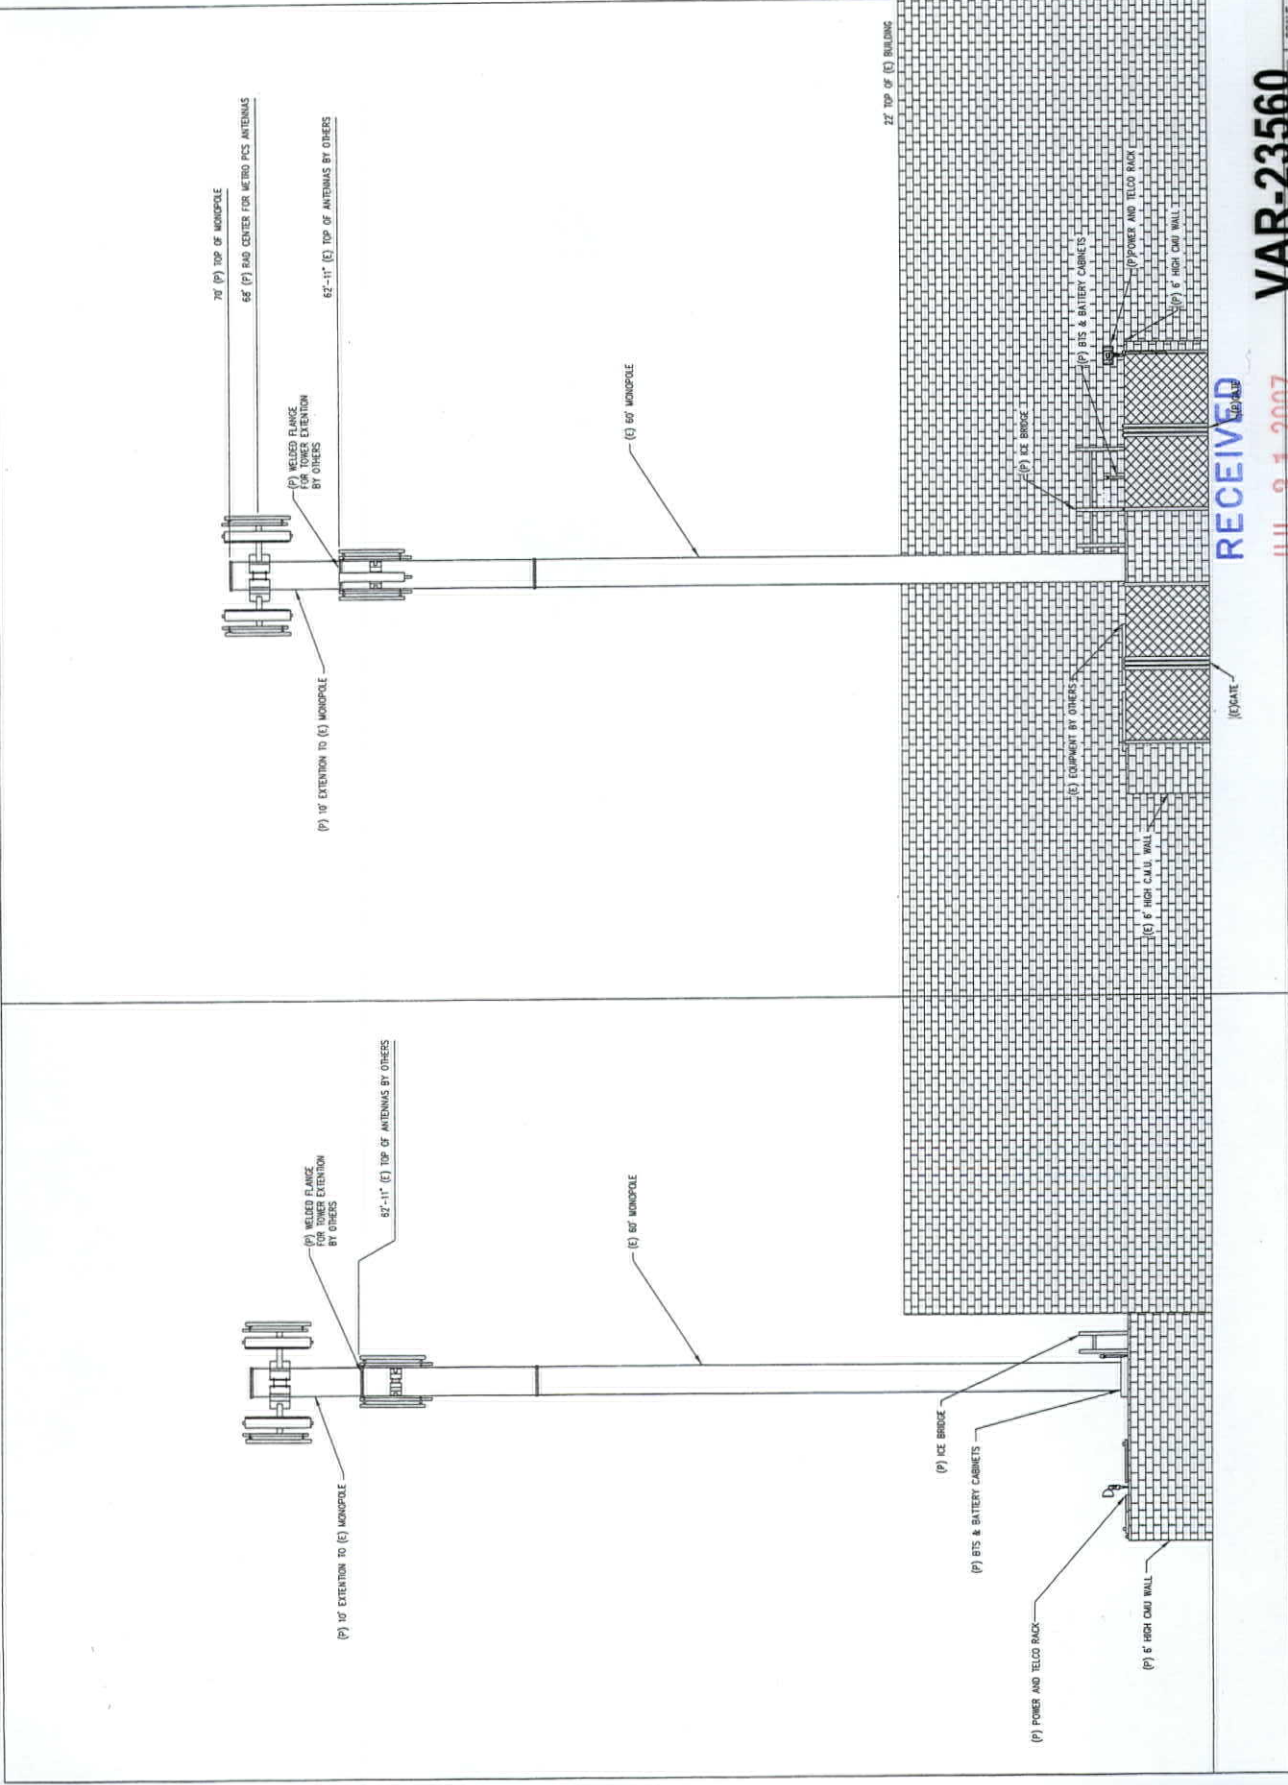 70' (P) TOP OF MONOPOLE
68' (P) RAD CENTER FOR METRO PCS ANTENNAS
62'-11" (E) TOP OF ANTENNAS BY OTHERS
(P) WELDED FLANGE
FOR TOWER EXTENTION
BY OTHERS
(P) 10' EXTENTION TO (E) MONOPOLE
(E) 60' MONOPOLE
22' TOP OF (E) BUILDING
(P) ICE BRIDGE
(P) BTS & BATTERY CABINETS
(P)POWER AND TELCO RACK
(P) 6' HIGH CMU WALL
(E) EQUIPMENT BY OTHERS
(E) 6' HIGH C.M.U. WALL
(E)GATE
RECEIVED
2007
VAR-23560
(P) WELDED FLANGE
FOR TOWER EXTENTION
BY OTHERS
62'-11" (E) TOP OF ANTENNAS BY OTHERS
(P) 10' EXTENTION TO (E) MONOPOLE
(E) 60' MONOPOLE
(P) ICE BRIDGE
(P) BTS & BATTERY CABINETS
(P) POWER AND TELCO RACK
(P) 6' HIGH CMU WALL